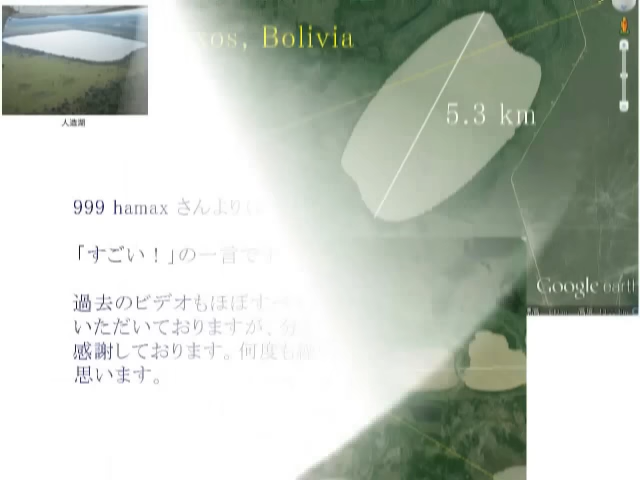 xos, Bolivia
5.3 km
人造湖
999 hamax さんより
「すごい！」の一言です
Google earth
過去のビデオもほぼす
いただいておりますが、
感謝しております。何度も
思います。